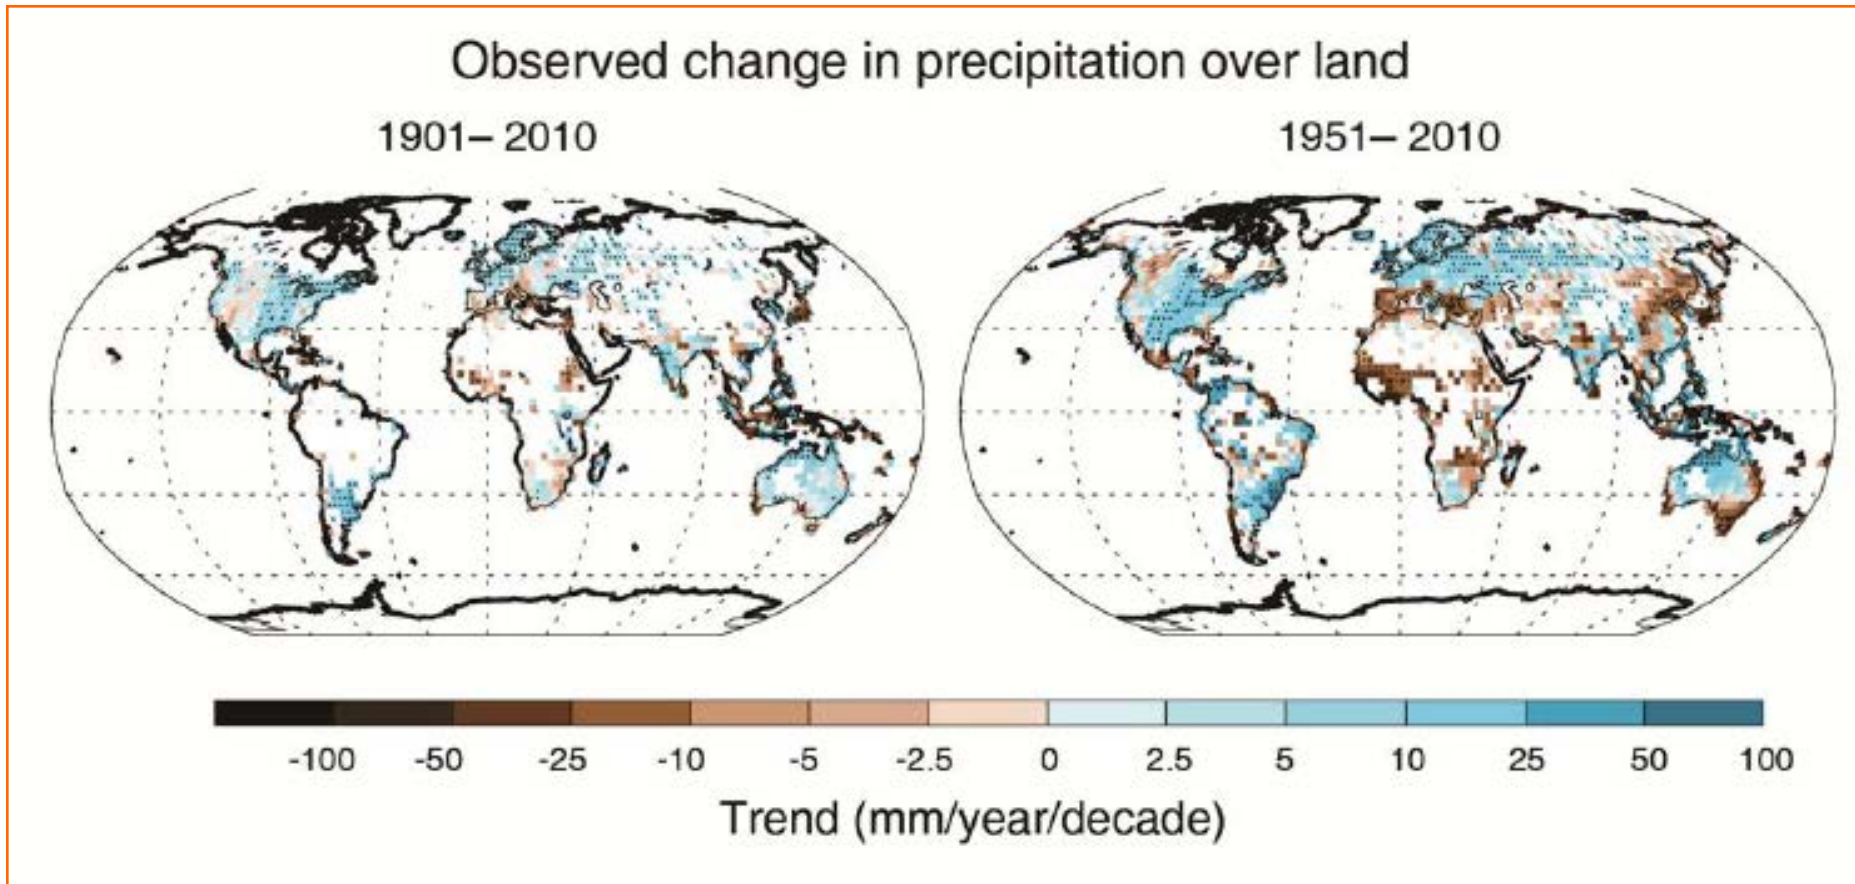 Observed change in precipitation over land
1901– 2010
1951– 2010
-100 -50 -25 -10 -5 -2.5 0 2.5 5 10 25 50 100
Trend (mm/year/decade)